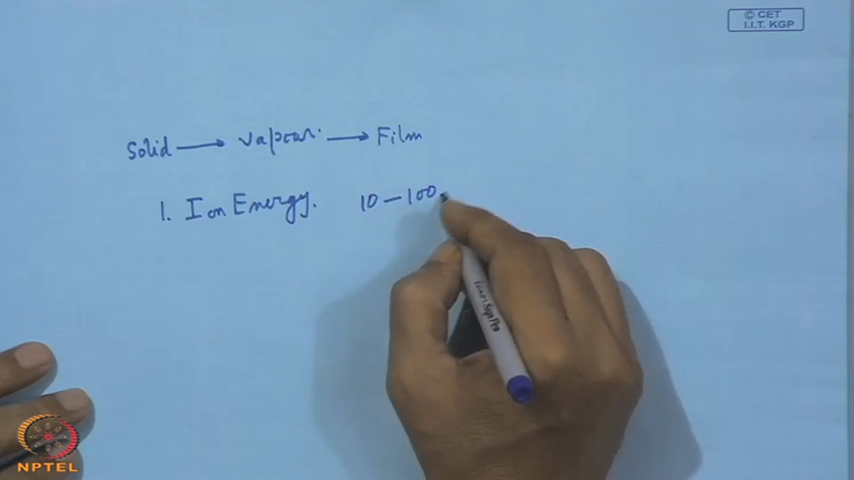 © CET
I.I.T. KGP
Solid → vapour → Film
1. Ion Energy. 10-100
NPTEL